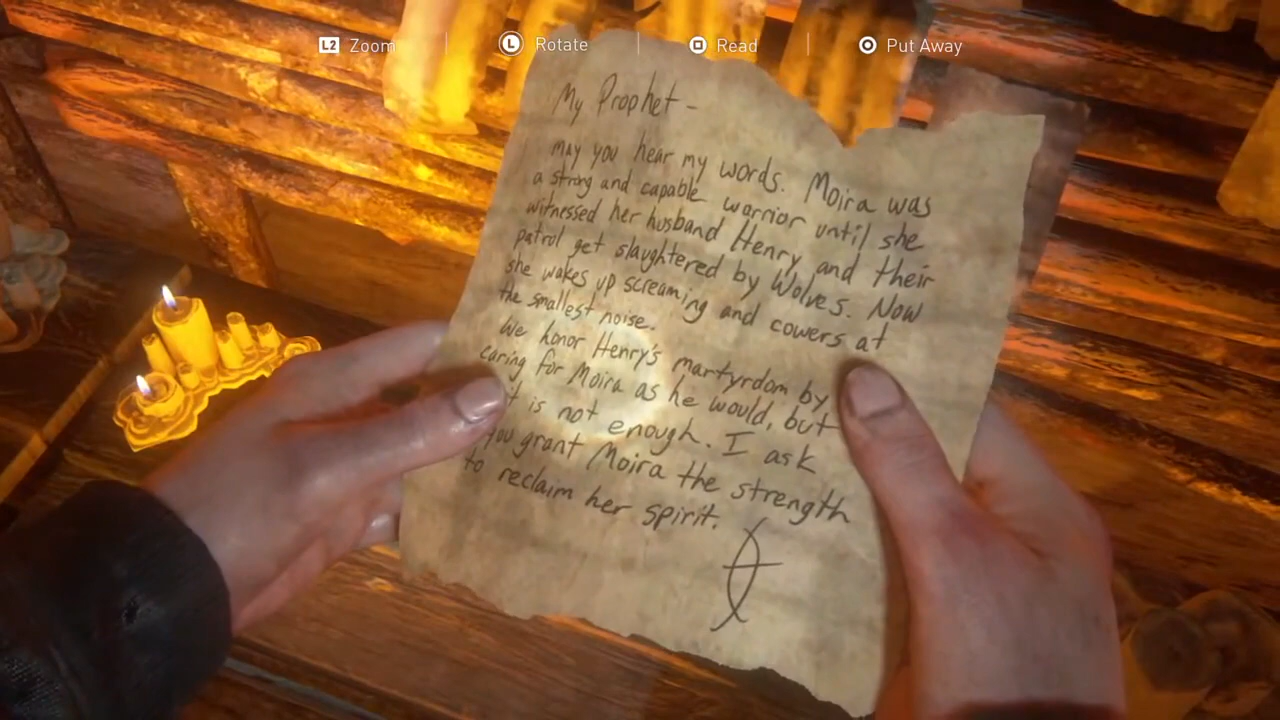 L2 Zoom L Rotate Read Put Away
My Prophet-
may you hear my words. Moira was
a strong and capable warrior until she
witnessed her husband Henry and their
patrol get slaughtered by Wolves. Now
she wakes up screaming and cowers at
the smallest noise.
We honor Henry's martyrdom by
caring for Moira as he would, but
it is not enough. I ask
you grant Moira the strength
to reclaim her spirit.